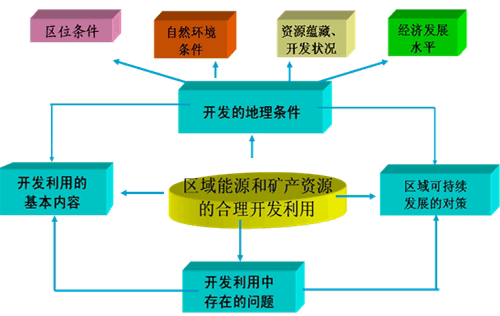 区位条件
自然环境
条件
资源蕴藏、
开发状况
经济发展
水平
开发的地理条件
开发利用的
基本内容
区域能源和矿产资源
的合理开发利用
区域可持续
发展的对策
开发利用中
存在的问题